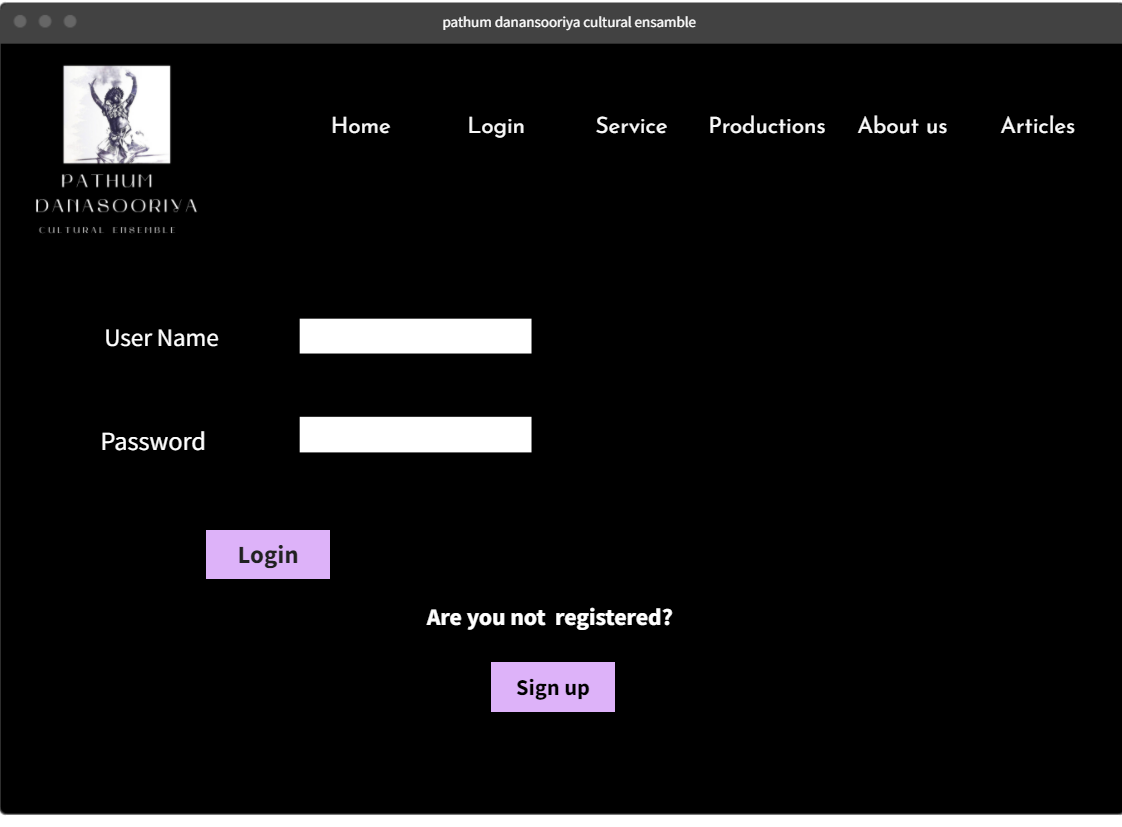 pathum danansooriya cultural ensamble
PATHUM
DANASOORIYA
CULTURAL ENSEMBLE
Home Login Service Productions About us Articles
User Name
Password
Login
Are you not registered?
Sign up